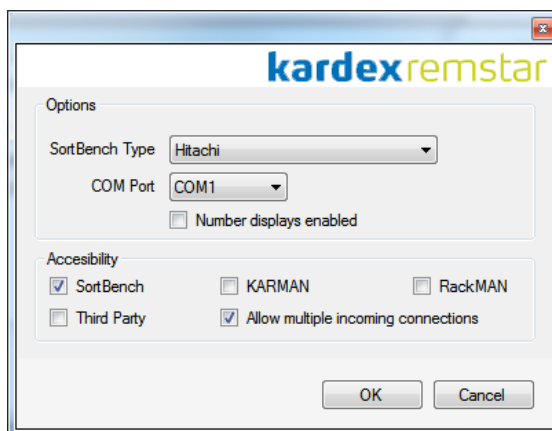 kardexremstar
Options
SortBench Type Hitachi
COM Port COM1
Number displays enabled
Accesibility
SortBench KARMAN RackMAN
Third Party Allow multiple incoming connections
OK Cancel